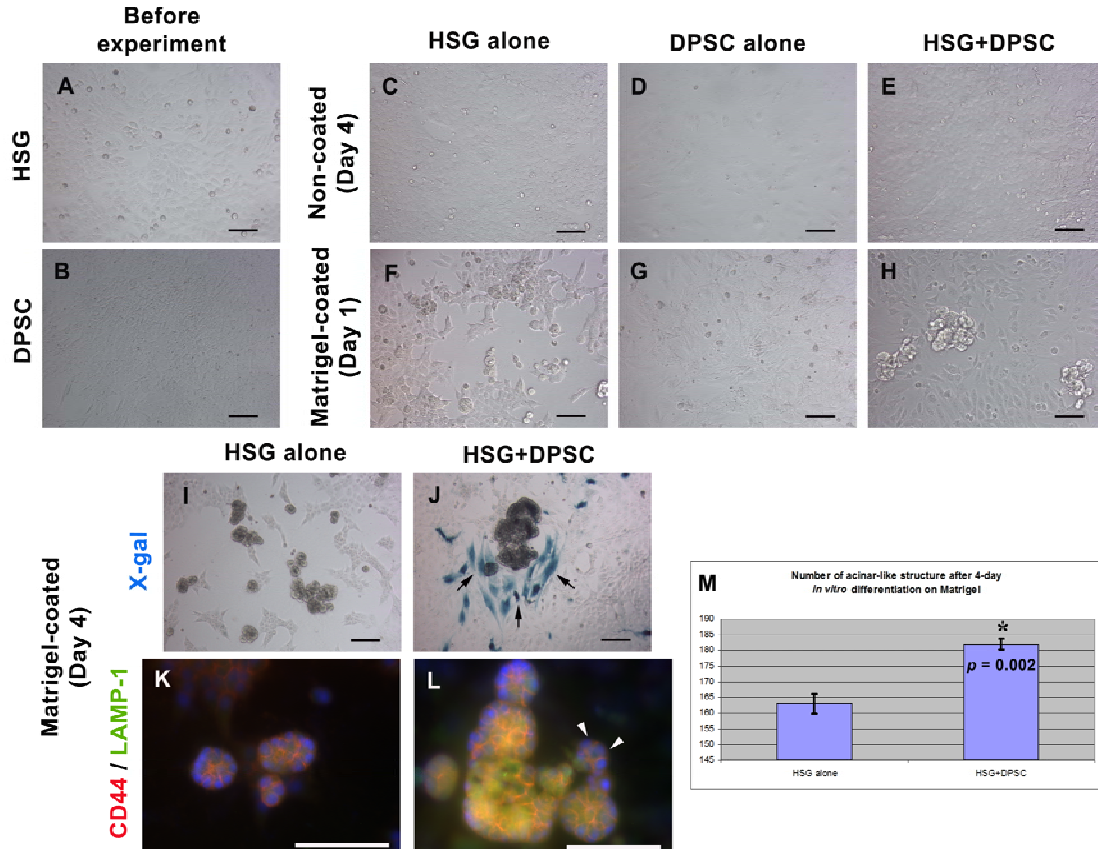 Before
experiment
HSG alone
DPSC alone
HSG+DPSC
HSG
A
Non-coated
(Day 4)
C
D
E
DPSC
B
Matrigel-coated
(Day 1)
F
G
H
HSG alone
HSG+DPSC
Matrigel-coated
(Day 4)
X-gal
I
J
CD44 / LAMP-1
K
L
M
Number of acinar-like structure after 4-day
In vitro differentiation on Matrigel
190
185
180
175
170
165
160
155
150
145
*
p = 0.002
HSG alone
HSG+DPSC